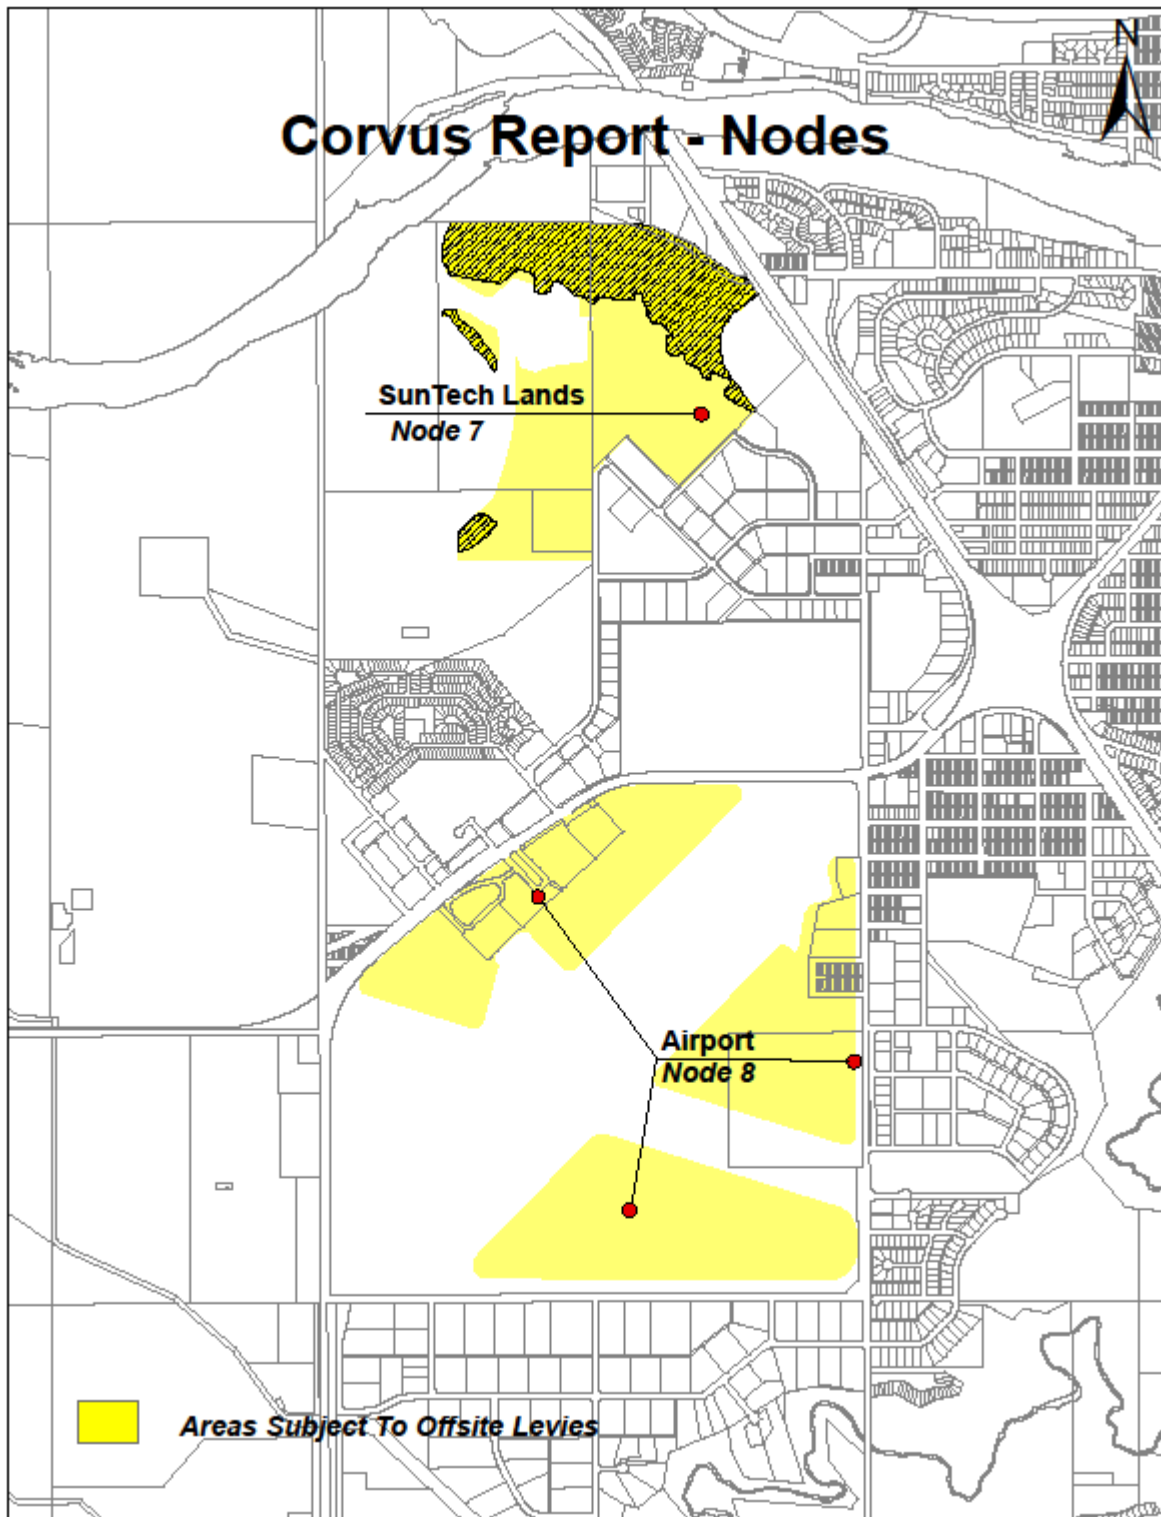 N
Corvus Report - Nodes
SunTech Lands
Node 7
Airport
Node 8
Areas Subject To Offsite Levies